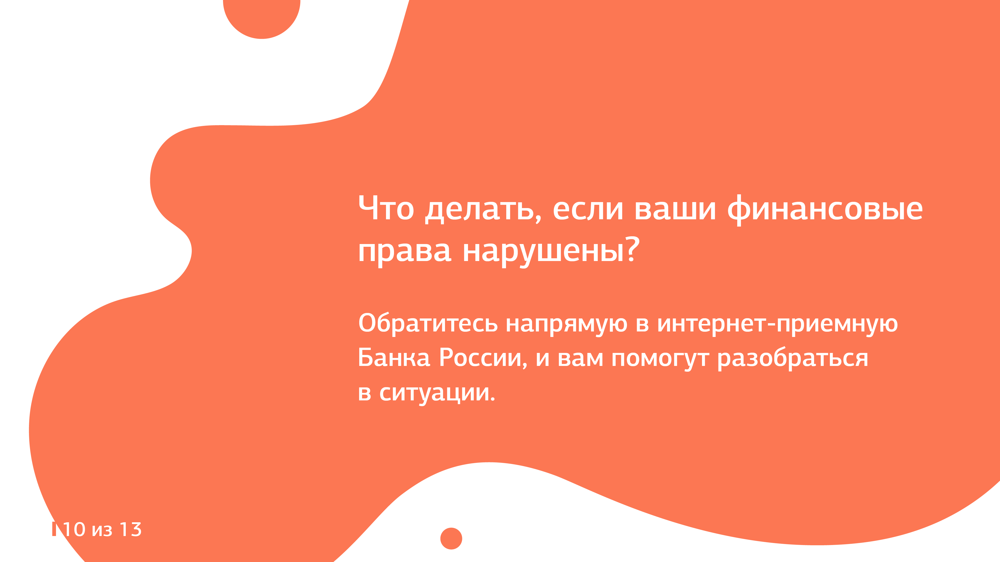 Что делать, если ваши финансовые
права нарушены?
Обратитесь напрямую в интернет-приемную
Банка России, и вам помогут разобраться
в ситуации.
10 из 13